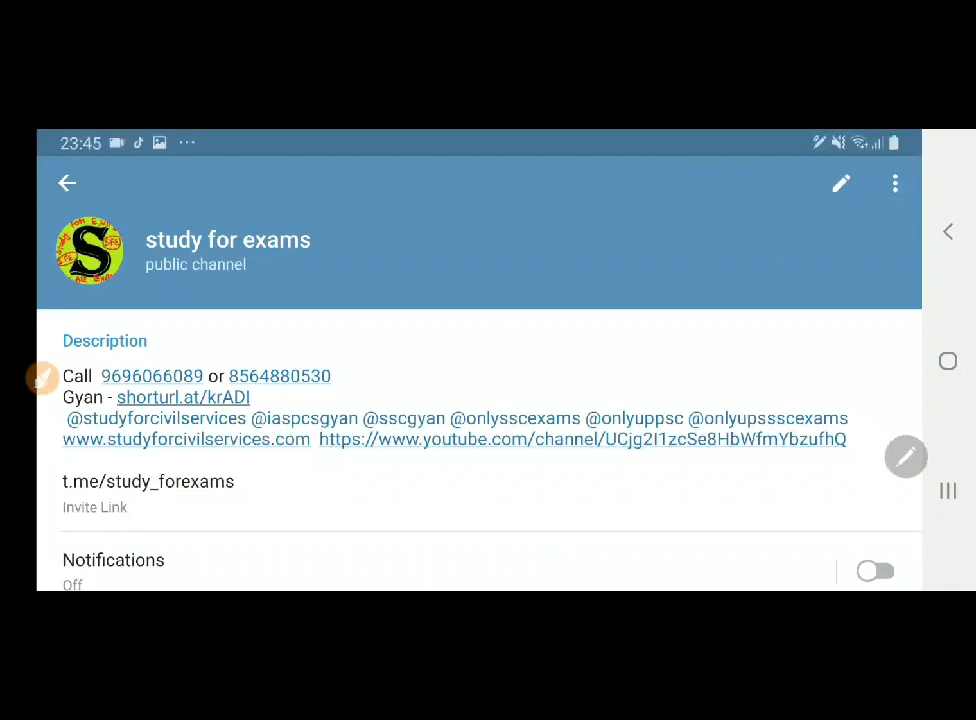 23:45
study for exams
public channel
Description
Call 9696066089 or 8564880530
Gyan - shorturl.at/krADI
@studyforcivilservices @iaspcsgyan @sscgyan @onlysscexams @onlyuppsc @onlyupssscexams
www.studyforcivilservices.com https://www.youtube.com/channel/UCjg2I1zcSe8HbWfmYbzufhQ
t.me/study_forexams
Invite Link
Notifications
Off